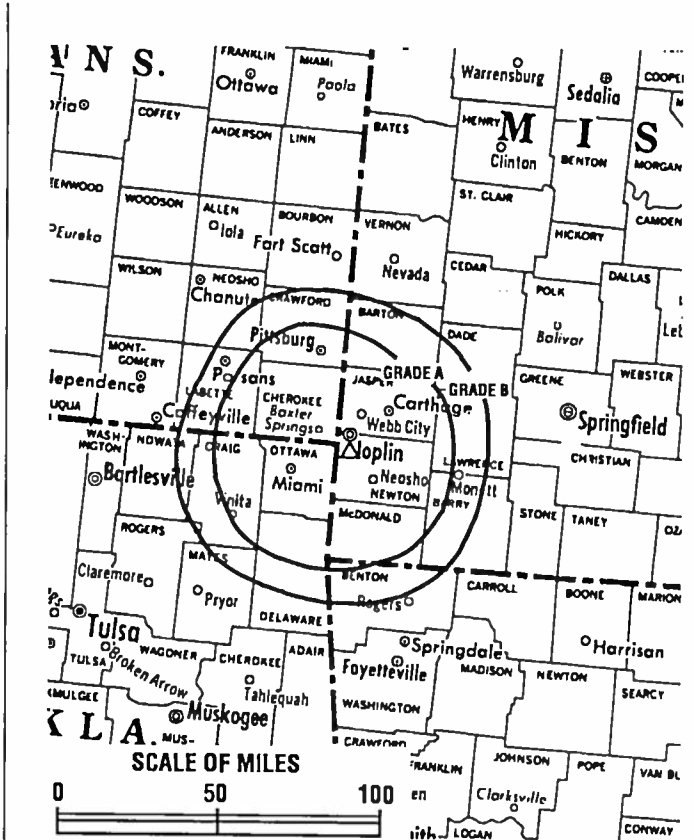 N S.
FRANKLIN
Ottawa
MIAMI
Paola
Warrensburg
Sedalia
COFFEY
ANDERSON
LINN
BATES
HENRY
M I S
Clinton
BENTON
MORGAN
WOODSON
ALLEN
Iola
BOURBON
Fort Scott
VERNON
Nevada
ST. CLAIR
HICKORY
CAMDEN
Eureka
WILSON
NEOSHO
Chanute
CRAWFORD
BARTON
CEDAR
POLK
Bolivar
DALLAS
MONT-
GOMERY
Pittsburg
DADE
GREENE
WEBSTER
Parsons
LABETTE
CHEROKEE
Baxter
Springs
JASPER
GRADE A
GRADE B
Carthage
Webb City
Springfield
Coffeyville
Joplin
WASH-
INGTON
NOWATA
CRAIG
OTTAWA
Miami
Neosho
NEWTON
LAWRENCE
Monett
BARRY
CHRISTIAN
Bartlesville
Vinita
McDONALD
STONE
TANEY
ROGERS
MAYES
Claremore
Pryor
DELAWARE
BENTON
Rogers
CARROLL
BOONE
MARION
Tulsa
TULSA
Broken Arrow
WAGONER
CHEROKEE
Tahlequah
ADAIR
Springdale
Fayetteville
MADISON
NEWTON
Harrison
SEARCY
WASHINGTON
Muskogee
MUS-
K L A.
CRAWFORD
FRANKLIN
JOHNSON
Clarksville
POPE
LOGAN
CONWAY
SCALE OF MILES
0 50 100